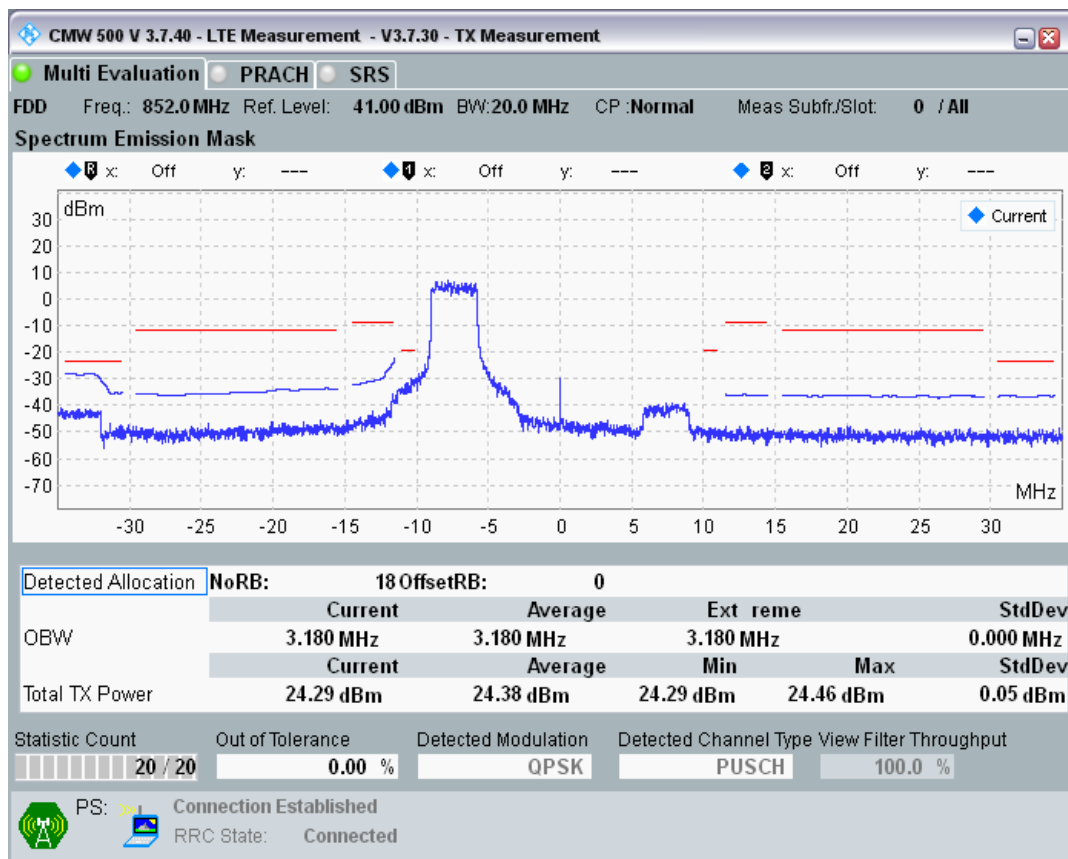 CMW 500 V 3.7.40 - LTE Measurement - V3.7.30 - TX Measurement
Multi Evaluation PRACH SRS
FDD Freq.: 852.0 MHz Ref. Level: 41.00 dBm BW:20.0 MHz CP :Normal Meas Subfr./Slot: 0 / All
Spectrum Emission Mask
R x: Off y: --- 1 x: Off y: --- 2 x: Off y: ---
dBm
Current
30
20
10
0
-10
-20
-30
-40
-50
-60
-70
MHz
-30 -25 -20 -15 -10 -5 0 5 10 15 20 25 30
Detected Allocation NoRB: 18 OffsetRB: 0
Current Average Ext reme StdDev
OBW 3.180 MHz 3.180 MHz 3.180 MHz 0.000 MHz
Current Average Min Max StdDev
Total TX Power 24.29 dBm 24.38 dBm 24.29 dBm 24.46 dBm 0.05 dBm
Statistic Count Out of Tolerance Detected Modulation Detected Channel Type View Filter Throughput
20 / 20 0.00 % QPSK PUSCH 100.0 %
PS: Connection Established
RRC State: Connected